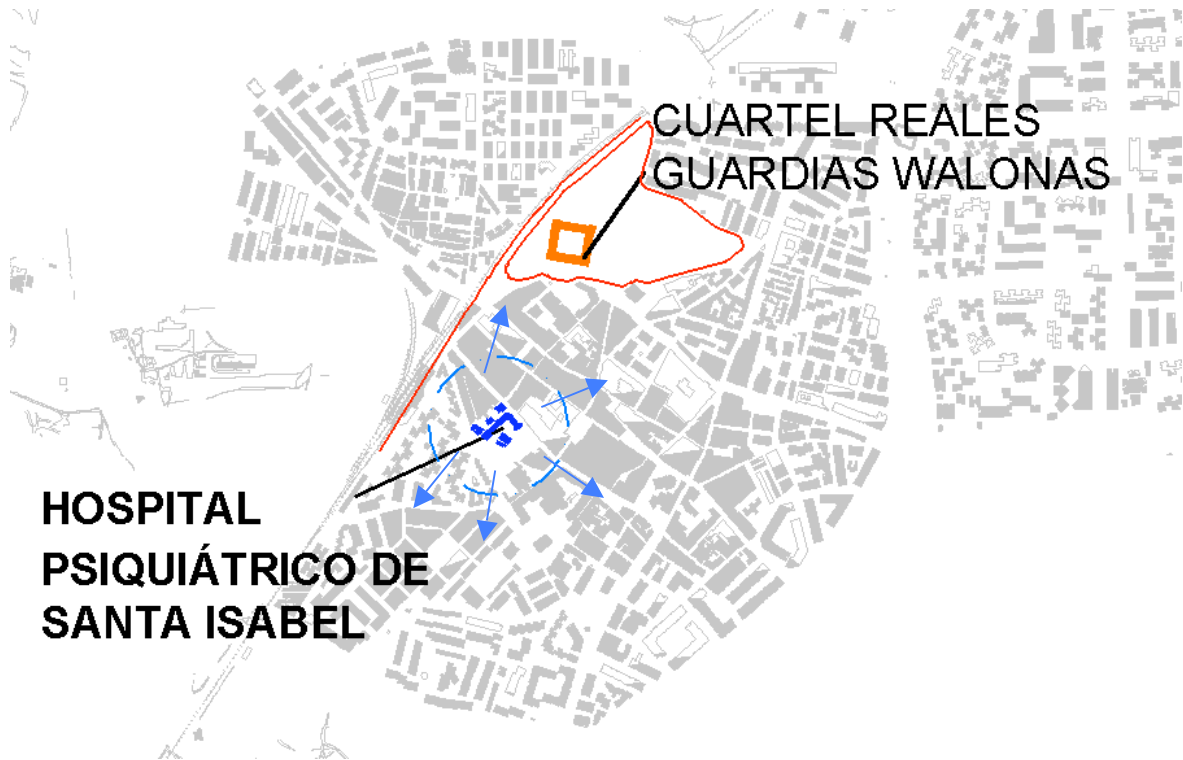 CUARTEL REALES
GUARDIAS WALONAS
HOSPITAL
PSIQUIÁTRICO DE
SANTA ISABEL